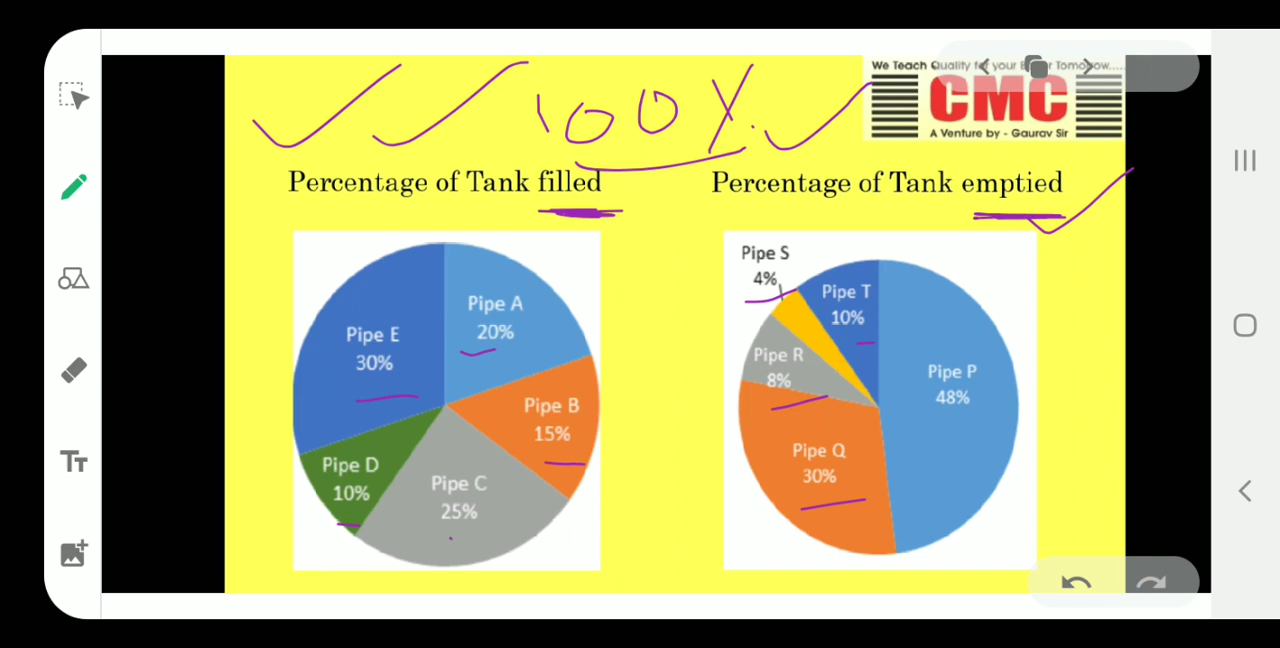 We Teach Quality for your Better Tomorrow.....
CMC
A Venture by - Gaurav Sir
100%
Percentage of Tank filled
Percentage of Tank emptied
Pipe A
20%
Pipe B
15%
Pipe C
25%
Pipe D
10%
Pipe E
30%
Pipe S
4%
Pipe T
10%
Pipe R
8%
Pipe P
48%
Pipe Q
30%
TT